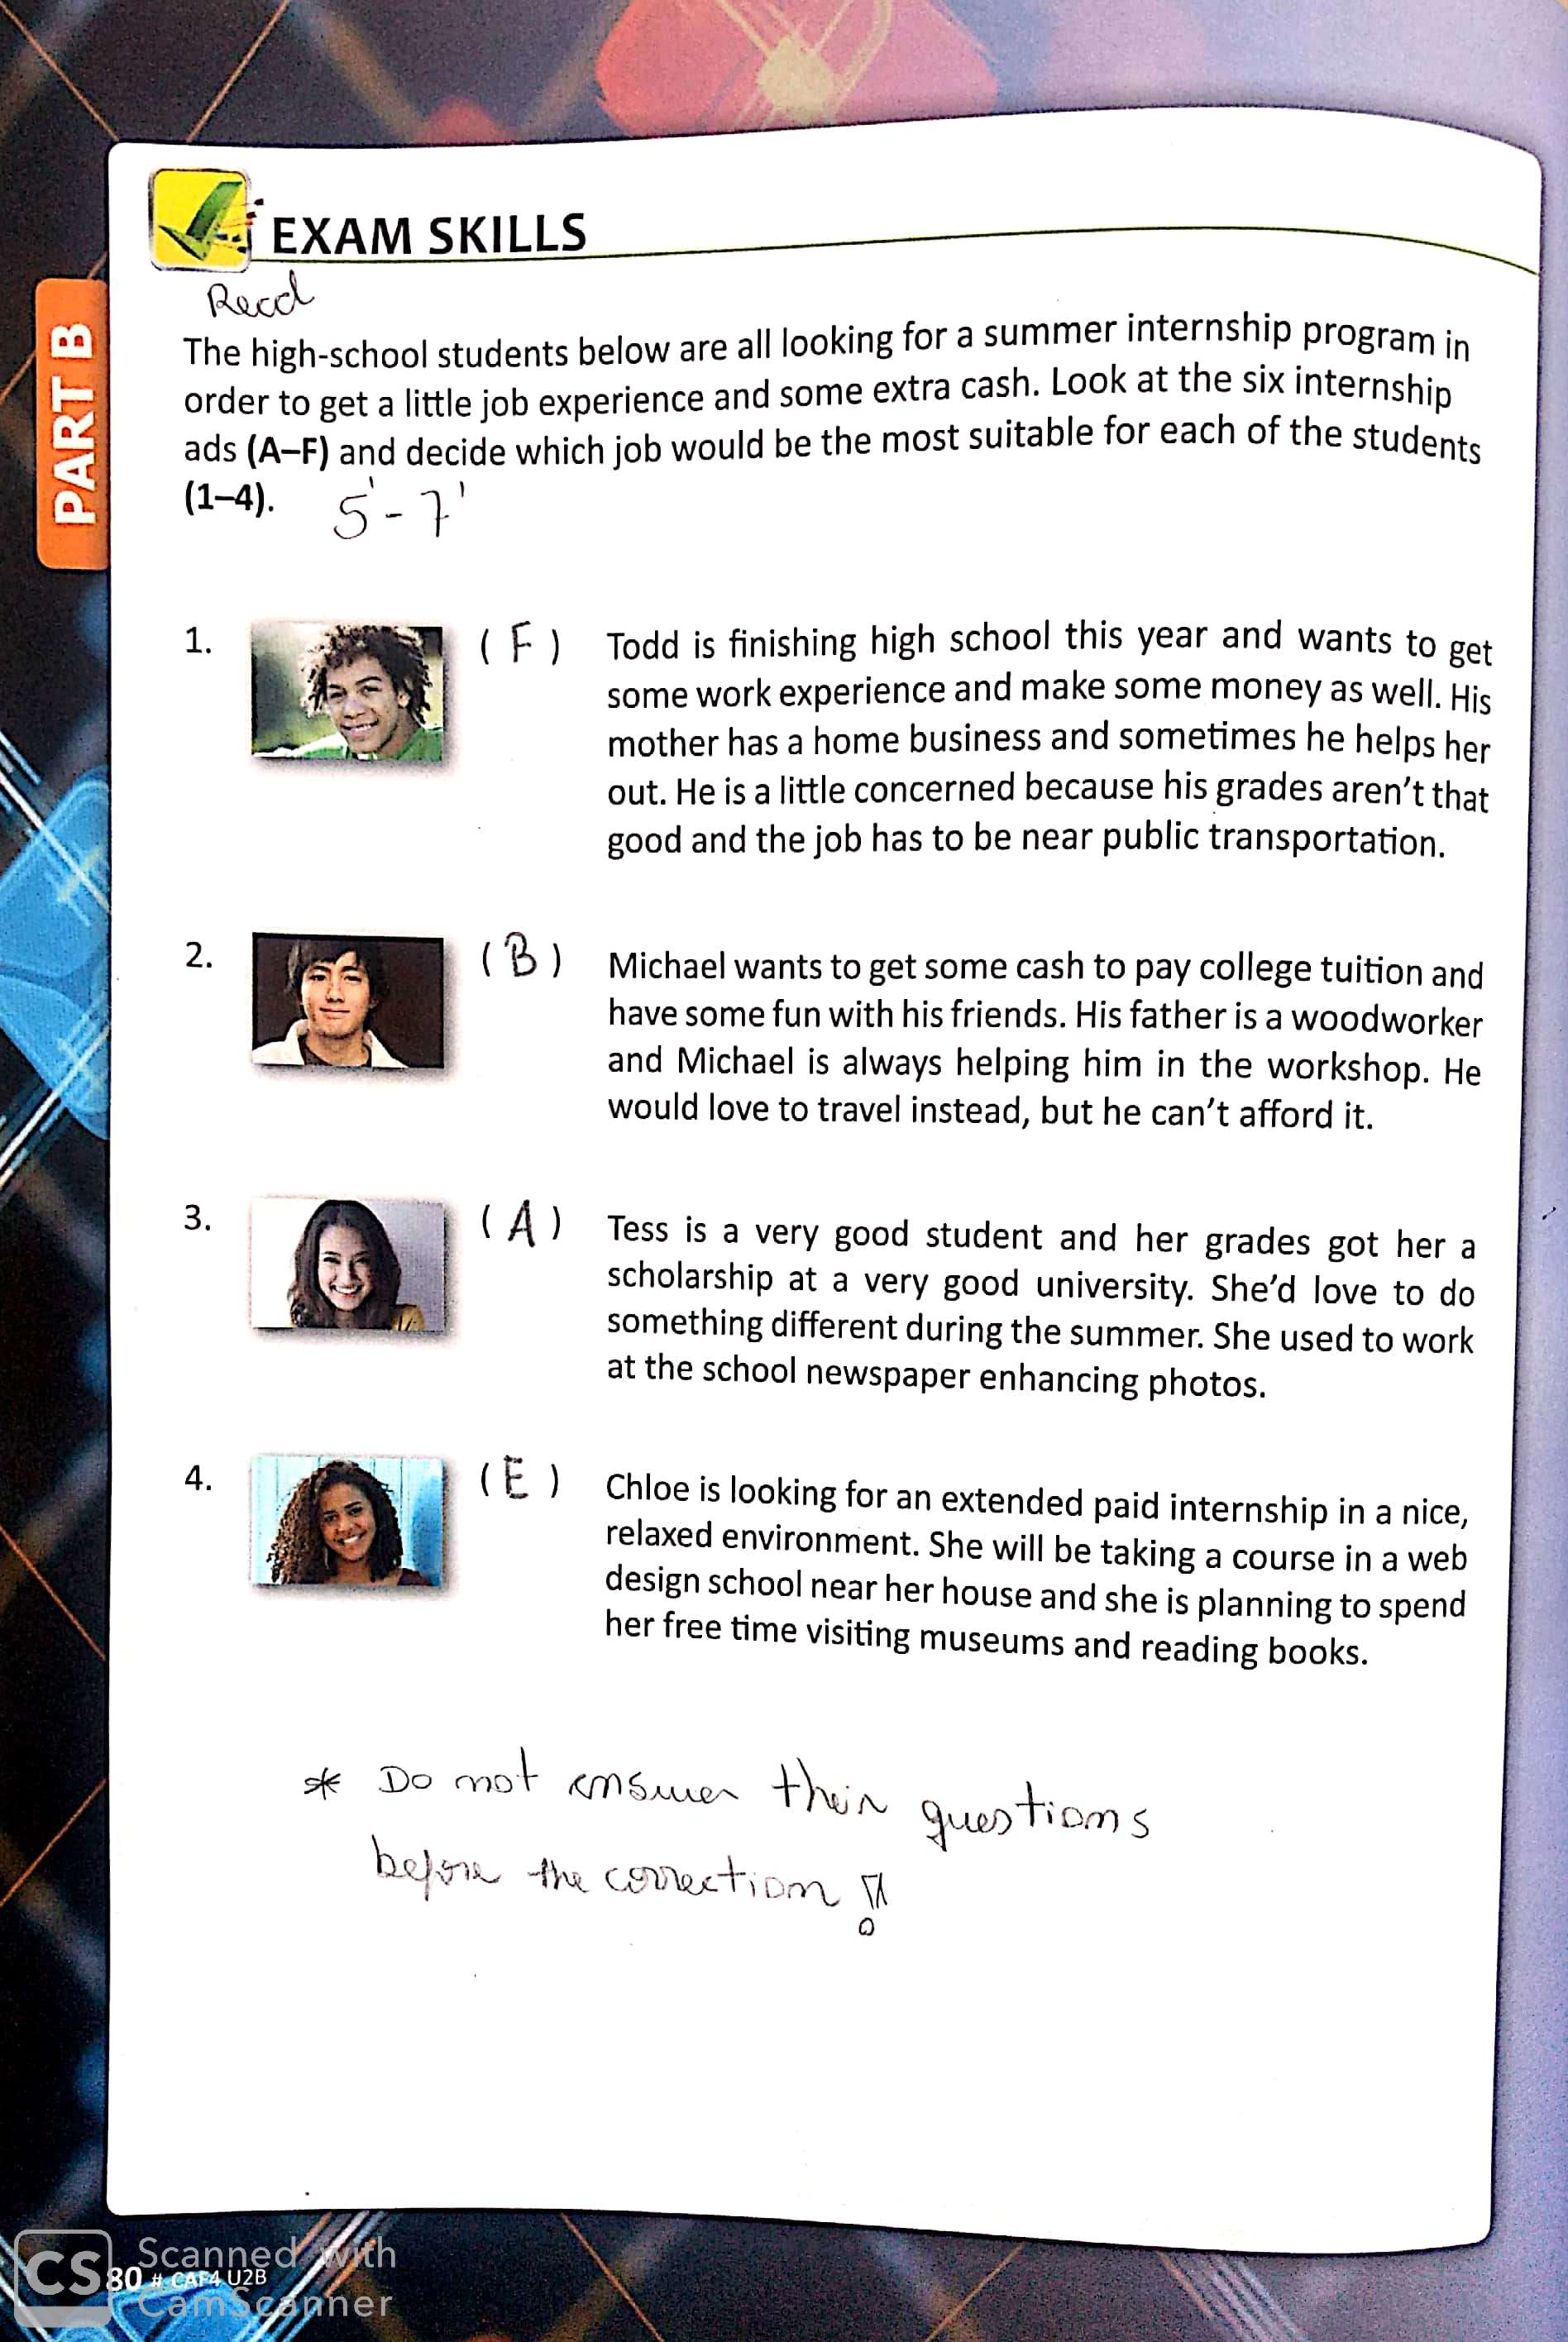 EXAM SKILLS
Read
PART B
The high-school students below are all looking for a summer internship program in
order to get a little job experience and some extra cash. Look at the six internship
ads (A–F) and decide which job would be the most suitable for each of the students
(1–4). 5'-7'
1. (F) Todd is finishing high school this year and wants to get
some work experience and make some money as well. His
mother has a home business and sometimes he helps her
out. He is a little concerned because his grades aren't that
good and the job has to be near public transportation.
2. (B) Michael wants to get some cash to pay college tuition and
have some fun with his friends. His father is a woodworker
and Michael is always helping him in the workshop. He
would love to travel instead, but he can't afford it.
3. (A) Tess is a very good student and her grades got her a
scholarship at a very good university. She'd love to do
something different during the summer. She used to work
at the school newspaper enhancing photos.
4. (E) Chloe is looking for an extended paid internship in a nice,
relaxed environment. She will be taking a course in a web
design school near her house and she is planning to spend
her free time visiting museums and reading books.
* Do not answer their questions
before the correction !!
80 # CAF4 U2B
CS Scanned with
CamScanner